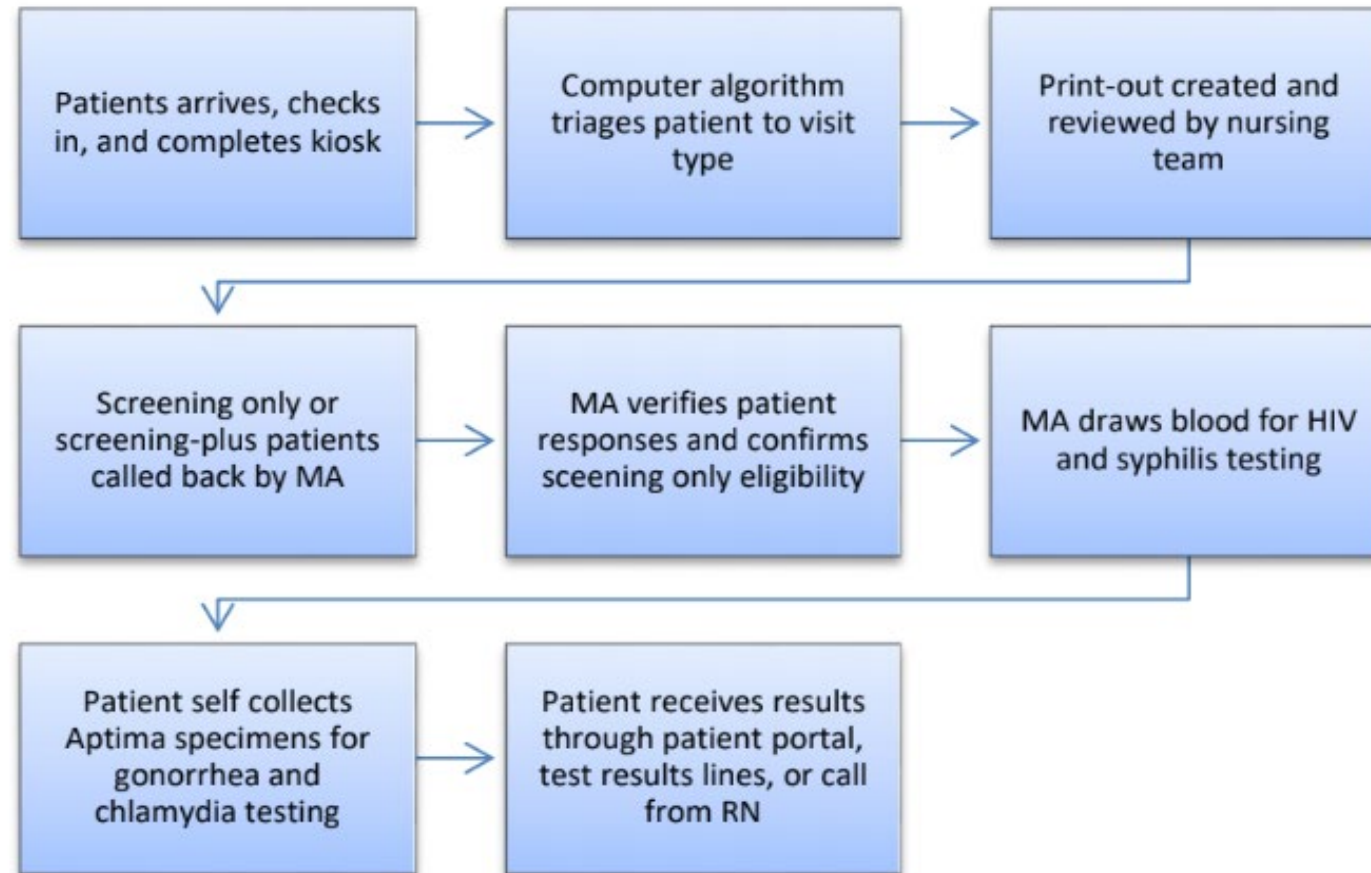 Patients arrives, checks
in, and completes kiosk
Computer algorithm
triages patient to visit
type
Print-out created and
reviewed by nursing
team
Screening only or
screening-plus patients
called back by MA
MA verifies patient
responses and confirms
sceening only eligibility
MA draws blood for HIV
and syphilis testing
Patient self collects
Aptima specimens for
gonorrhea and
chlamydia testing
Patient receives results
through patient portal,
test results lines, or call
from RN